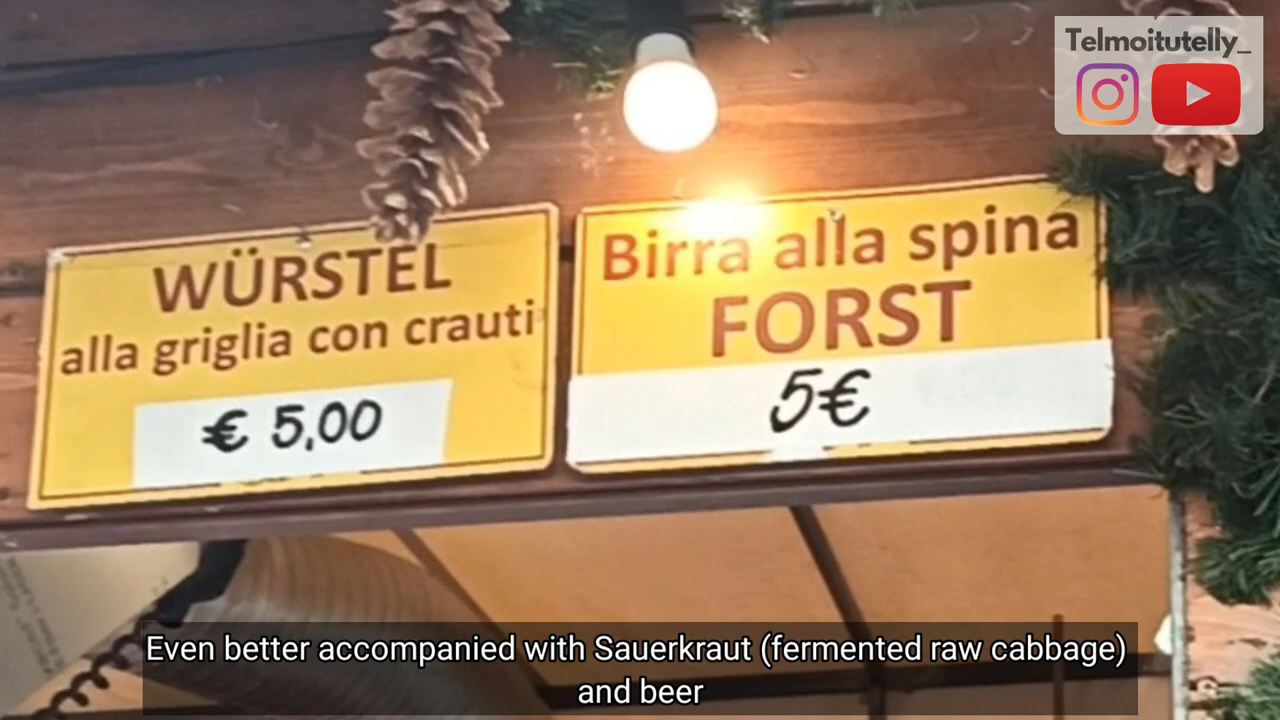 Telmoitutelly_
WÜRSTEL
alla griglia con crauti
€ 5,00
Birra alla spina
FORST
5€
Even better accompanied with Sauerkraut (fermented raw cabbage)
and beer